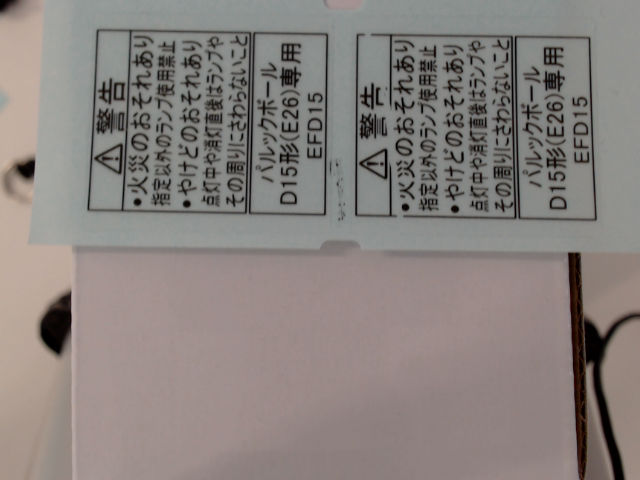 ⚠警告
•火災のおそれあり
指定以外のランプ使用禁止
•やけどのおそれあり
点灯中や消灯直後はランプや
その周りにさわらないこと
パルックボール
D15形(E26)専用
EFD15
⚠警告
•火災のおそれあり
指定以外のランプ使用禁止
•やけどのおそれあり
点灯中や消灯直後はランプや
その周りにさわらないこと
パルックボール
D15形(E26)専用
EFD15